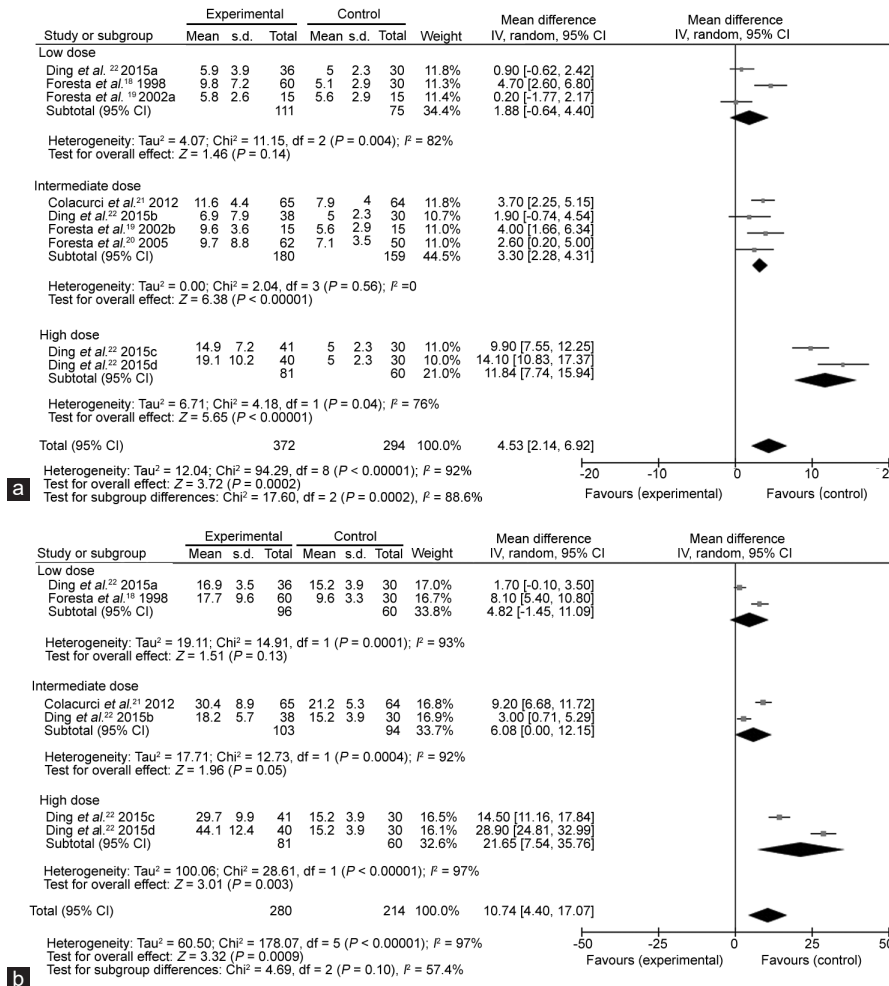 Experimental Control Mean difference Mean difference
Study or subgroup Mean s.d. Total Mean s.d. Total Weight IV, random, 95% CI IV, random, 95% CI
Low dose
Ding et al. ²² 2015a 5.9 3.9 36 5 2.3 30 11.8% 0.90 [-0.62, 2.42]
Foresta et al.¹⁸ 1998 9.8 7.2 60 5.1 2.9 30 11.3% 4.70 [2.60, 6.80]
Foresta et al. ¹⁹ 2002a 5.8 2.6 15 5.6 2.9 15 11.4% 0.20 [-1.77, 2.17]
Subtotal (95% CI) 111 75 34.4% 1.88 [-0.64, 4.40]
Heterogeneity: Tau² = 4.07; Chi² = 11.15, df = 2 (P = 0.004); I² = 82%
Test for overall effect: Z = 1.46 (P = 0.14)
Intermediate dose
Colacurci et al.²¹ 2012 11.6 4.4 65 7.9 4 64 11.8% 3.70 [2.25, 5.15]
Ding et al.²² 2015b 6.9 7.9 38 5 2.3 30 10.7% 1.90 [-0.74, 4.54]
Foresta et al.¹⁹ 2002b 9.6 3.6 15 5.6 2.9 15 11.0% 4.00 [1.66, 6.34]
Foresta et al.²⁰ 2005 9.7 8.8 62 7.1 3.5 50 11.0% 2.60 [0.20, 5.00]
Subtotal (95% CI) 180 159 44.5% 3.30 [2.28, 4.31]
Heterogeneity: Tau² = 0.00; Chi² = 2.04, df = 3 (P = 0.56); I² =0
Test for overall effect: Z = 6.38 (P < 0.00001)
High dose
Ding et al.²² 2015c 14.9 7.2 41 5 2.3 30 11.0% 9.90 [7.55, 12.25]
Ding et al.²² 2015d 19.1 10.2 40 5 2.3 30 10.0% 14.10 [10.83, 17.37]
Subtotal (95% CI) 81 60 21.0% 11.84 [7.74, 15.94]
Heterogeneity: Tau² = 6.71; Chi² = 4.18, df = 1 (P = 0.04); I² = 76%
Test for overall effect: Z = 5.65 (P < 0.00001)
Total (95% CI) 372 294 100.0% 4.53 [2.14, 6.92]
Heterogeneity: Tau² = 12.04; Chi² = 94.29, df = 8 (P < 0.00001); I² = 92%
Test for overall effect: Z = 3.72 (P = 0.0002)
Test for subgroup differences: Chi² = 17.60, df = 2 (P = 0.0002), I² = 88.6%
-20 -10 0 10
Favours (experimental) Favours (control)
a
Experimental Control Mean difference Mean difference
Study or subgroup Mean s.d. Total Mean s.d. Total Weight IV, random, 95% CI IV, random, 95% CI
Low dose
Ding et al.²² 2015a 16.9 3.5 36 15.2 3.9 30 17.0% 1.70 [-0.10, 3.50]
Foresta et al.¹⁸ 1998 17.7 9.6 60 9.6 3.3 30 16.7% 8.10 [5.40, 10.80]
Subtotal (95% CI) 96 60 33.8% 4.82 [-1.45, 11.09]
Heterogeneity: Tau² = 19.11; Chi² = 14.91, df = 1 (P = 0.0001); I² = 93%
Test for overall effect: Z = 1.51 (P = 0.13)
Intermediate dose
Colacurci et al.²¹ 2012 30.4 8.9 65 21.2 5.3 64 16.8% 9.20 [6.68, 11.72]
Ding et al.²² 2015b 18.2 5.7 38 15.2 3.9 30 16.9% 3.00 [0.71, 5.29]
Subtotal (95% CI) 103 94 33.7% 6.08 [0.00, 12.15]
Heterogeneity: Tau² = 17.71; Chi² = 12.73, df = 1 (P = 0.0004); I² = 92%
Test for overall effect: Z = 1.96 (P = 0.05)
High dose
Ding et al.²² 2015c 29.7 9.9 41 15.2 3.9 30 16.5% 14.50 [11.16, 17.84]
Ding et al.²² 2015d 44.1 12.4 40 15.2 3.9 30 16.1% 28.90 [24.81, 32.99]
Subtotal (95% CI) 81 60 32.6% 21.65 [7.54, 35.76]
Heterogeneity: Tau² = 100.06; Chi² = 28.61, df = 1 (P < 0.00001); I² = 97%
Test for overall effect: Z = 3.01 (P = 0.003)
Total (95% CI) 280 214 100.0% 10.74 [4.40, 17.07]
Heterogeneity: Tau² = 60.50; Chi² = 178.07, df = 5 (P < 0.00001); I² = 97%
Test for overall effect: Z = 3.32 (P = 0.0009)
Test for subgroup differences: Chi² = 4.69, df = 2 (P = 0.10), I² = 57.4%
-50 -25 0 25 50
Favours (experimental) Favours (control)
b